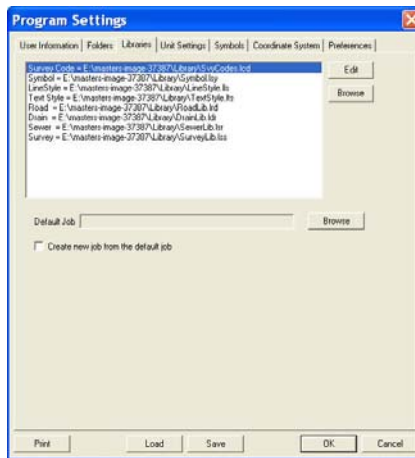 Program Settings
User Information Folders Libraries Unit Settings Symbols Coordinate System Preferences
Survey Code = E:\masters-image-37387\Library\SvyCodes.lcd
Symbol = E:\masters-image-37387\Library\Symbol.lsy
LineStyle = E:\masters-image-37387\Library\LineStyle.lls
Text Style = E:\masters-image-37387\Library\TextStyle.lts
Road = E:\masters-image-37387\Library\RoadLib.lrd
Drain = E:\masters-image-37387\Library\DrainLib.ldr
Sewer = E:\masters-image-37387\Library\SewerLib.lsr
Survey = E:\masters-image-37387\Library\SurveyLib.lss
Edit
Browse
Default Job
Browse
Create new job from the default job
Print Load Save OK Cancel